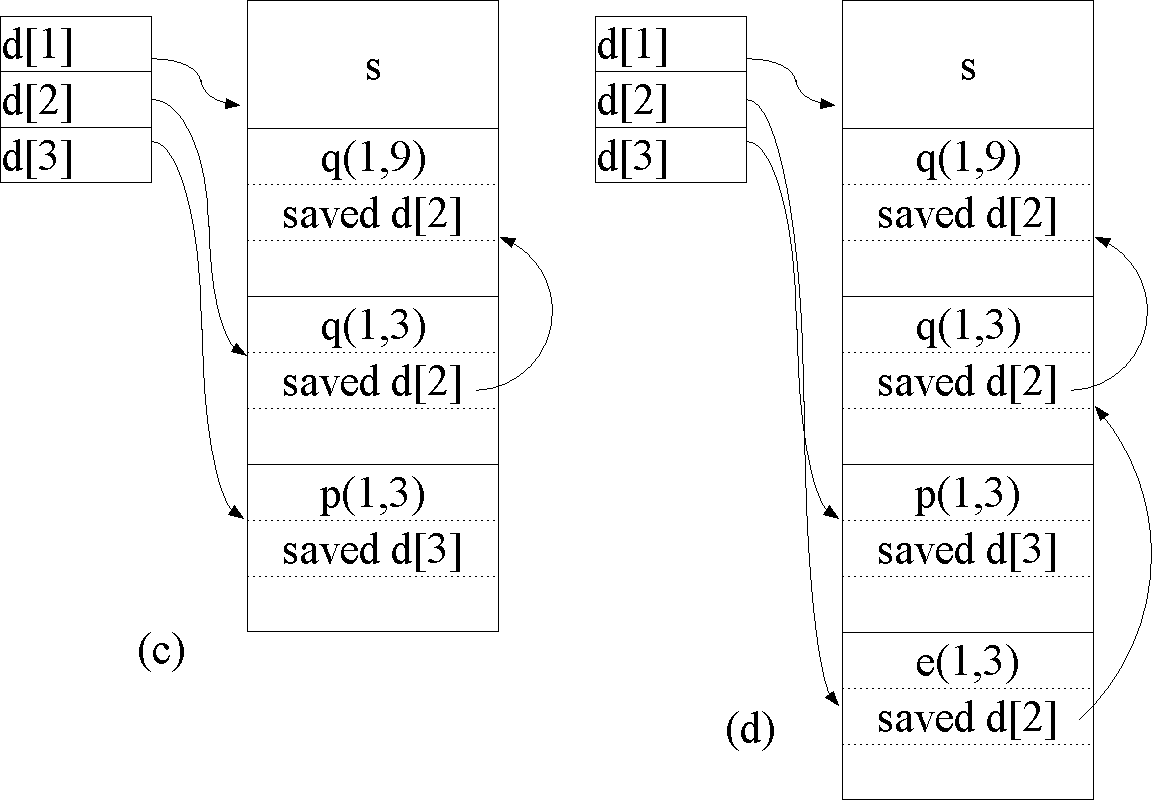 d[1]
d[2]
d[3]
s
q(1,9)
saved d[2]
q(1,3)
saved d[2]
p(1,3)
saved d[3]
(c)
d[1]
d[2]
d[3]
s
q(1,9)
saved d[2]
q(1,3)
saved d[2]
p(1,3)
saved d[3]
e(1,3)
saved d[2]
(d)